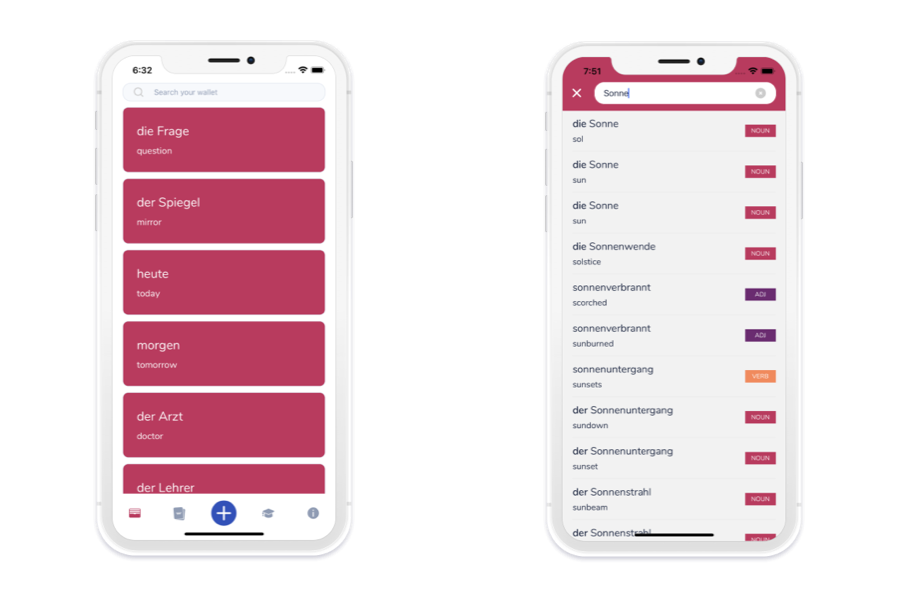 6:32
Search your wallet
die Frage
question
der Spiegel
mirror
heute
today
morgen
tomorrow
der Arzt
doctor
der Lehrer
7:51
Sonne
die Sonne
sol
NOUN
die Sonne
sun
NOUN
die Sonne
sun
NOUN
die Sonnenwende
solstice
NOUN
sonnenverbrannt
scorched
ADJ
sonnenverbrannt
sunburned
ADJ
sonnenuntergang
sunsets
VERB
der Sonnenuntergang
sundown
NOUN
der Sonnenuntergang
sunset
NOUN
der Sonnenstrahl
sunbeam
NOUN
der Sonnenstrahl
NOUN